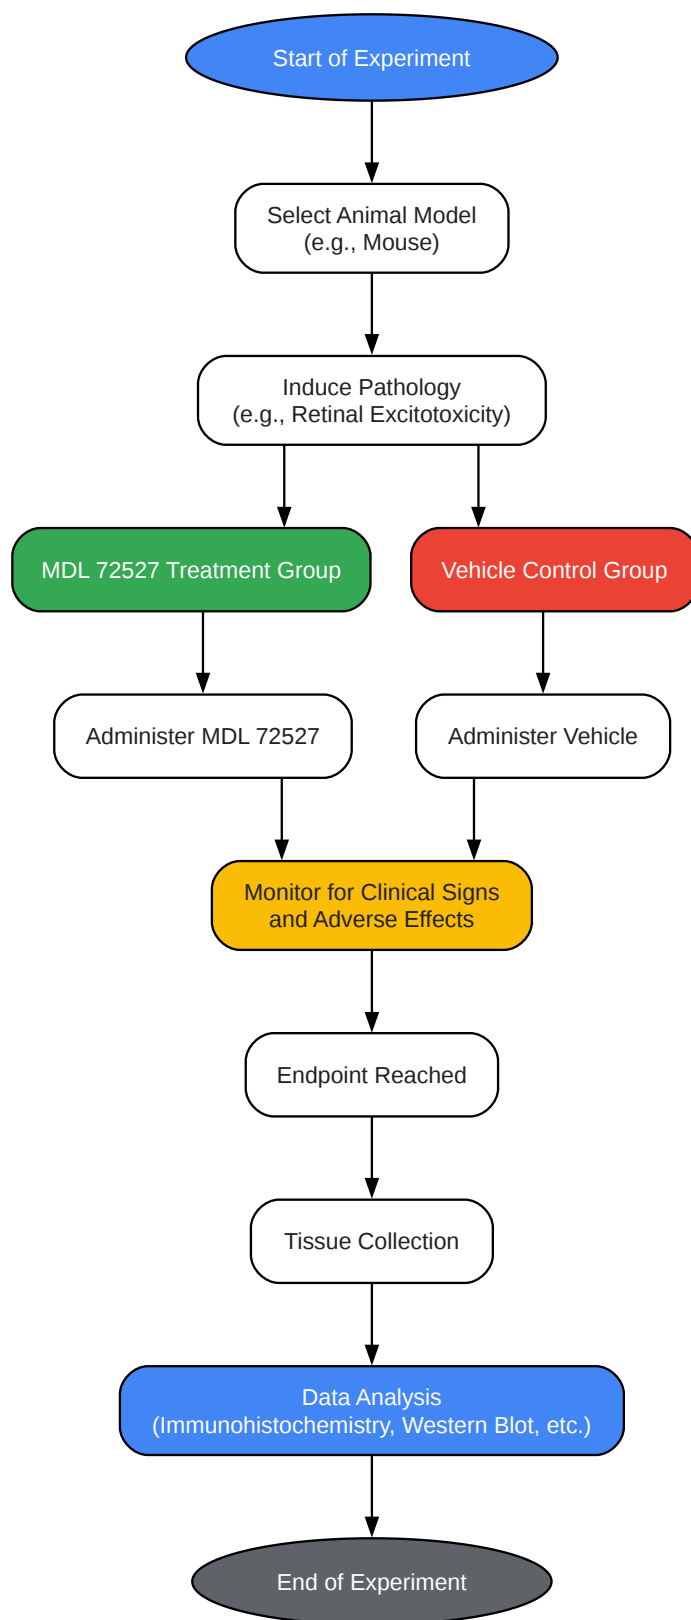 Start of Experiment
Select Animal Model
(e.g., Mouse)
Induce Pathology
(e.g., Retinal Excitotoxicity)
MDL 72527 Treatment Group
Vehicle Control Group
Administer MDL 72527
Administer Vehicle
Monitor for Clinical Signs
and Adverse Effects
Endpoint Reached
Tissue Collection
Data Analysis
(Immunohistochemistry, Western Blot, etc.)
End of Experiment